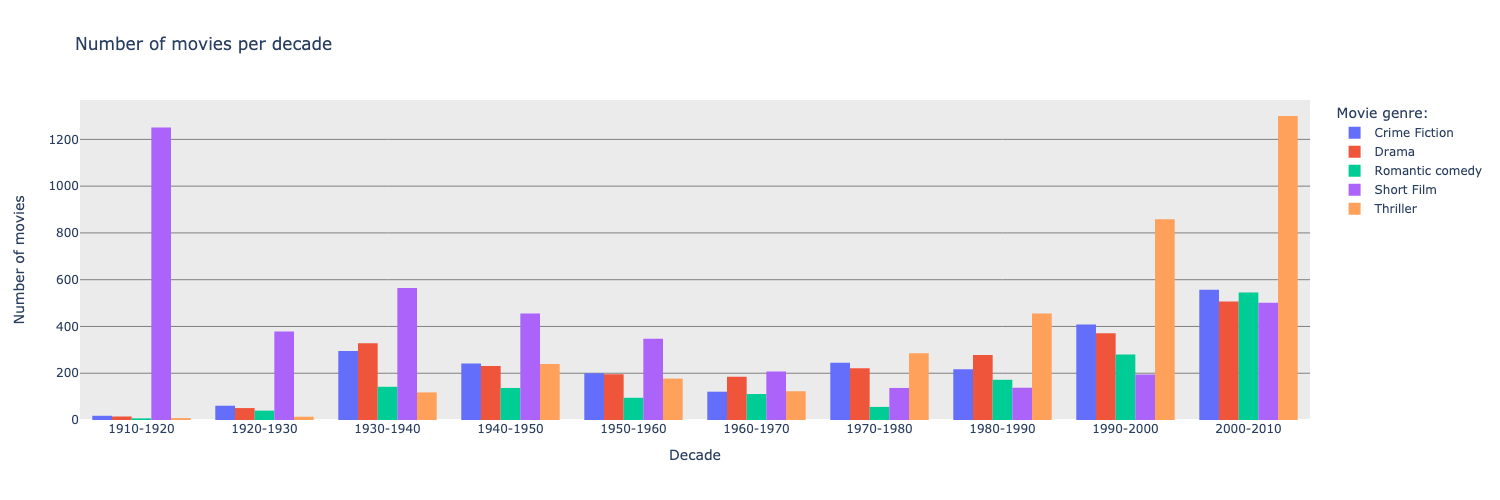 Number of movies per decade
Number of movies
1200
1000
800
600
400
200
0
1910-1920
1920-1930
1930-1940
1940-1950
1950-1960
1960-1970
1970-1980
1980-1990
1990-2000
2000-2010
Decade
Movie genre:
Crime Fiction
Drama
Romantic comedy
Short Film
Thriller